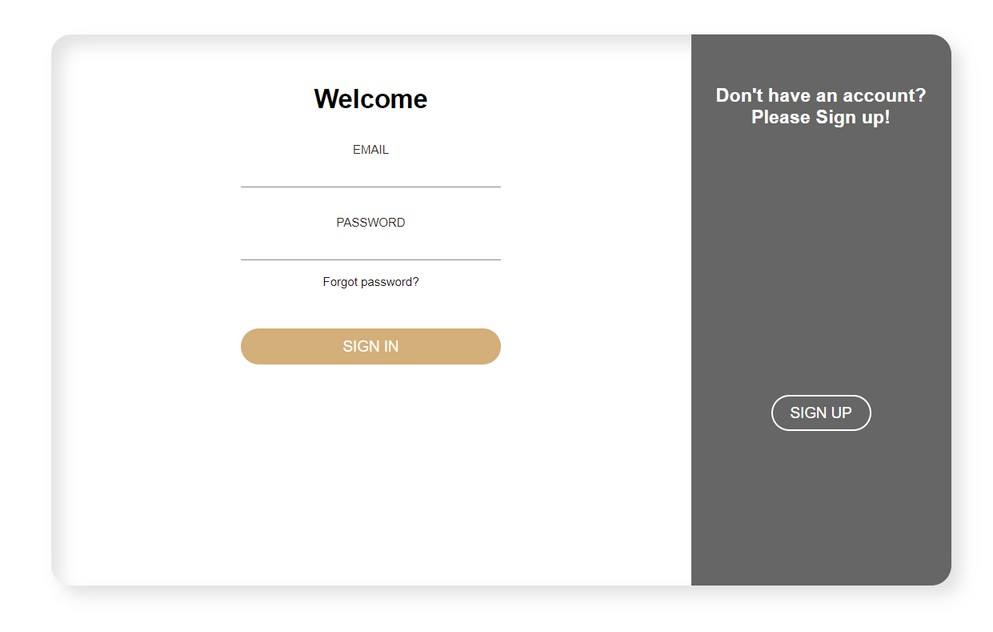 Welcome
EMAIL
PASSWORD
Forgot password?
SIGN IN
Don't have an account?
Please Sign up!
SIGN UP